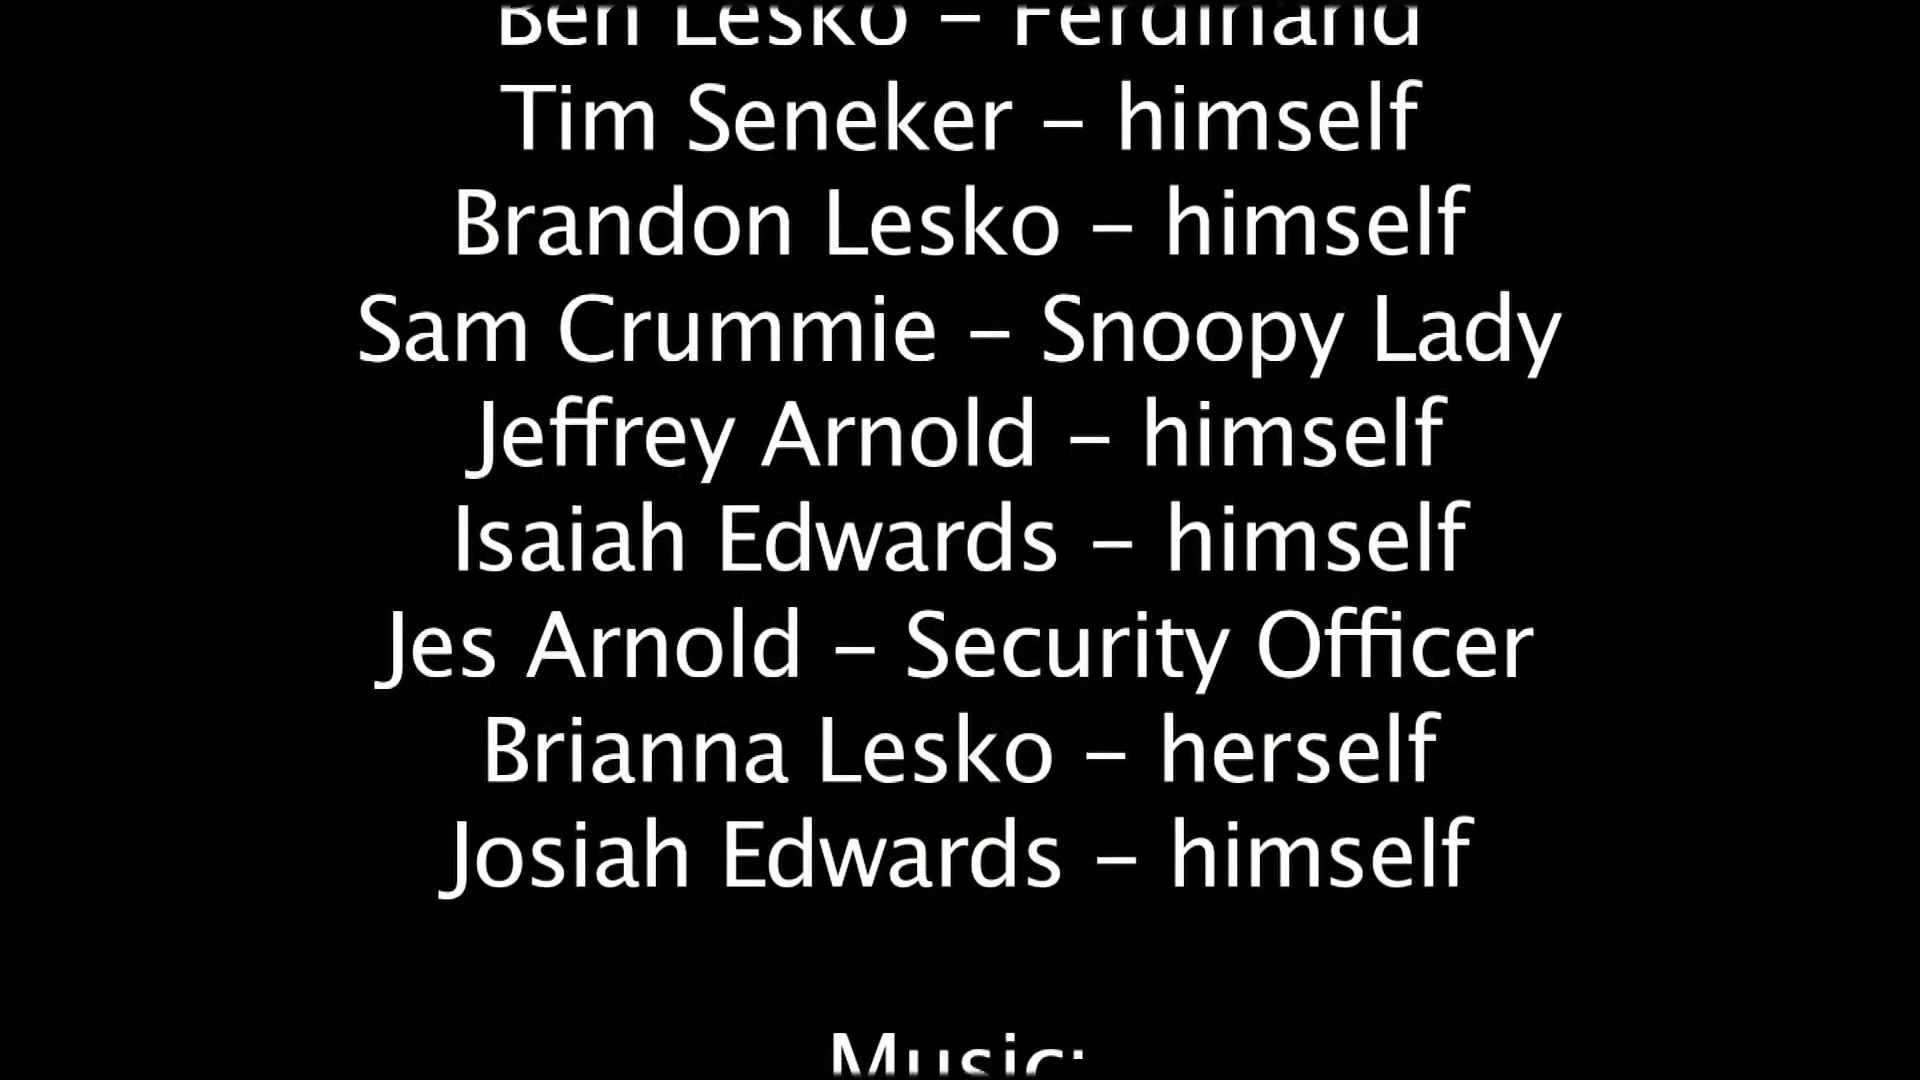 Ben Lesko – Ferdinand
Tim Seneker – himself
Brandon Lesko – himself
Sam Crummie – Snoopy Lady
Jeffrey Arnold – himself
Isaiah Edwards – himself
Jes Arnold – Security Officer
Brianna Lesko – herself
Josiah Edwards – himself
Music: